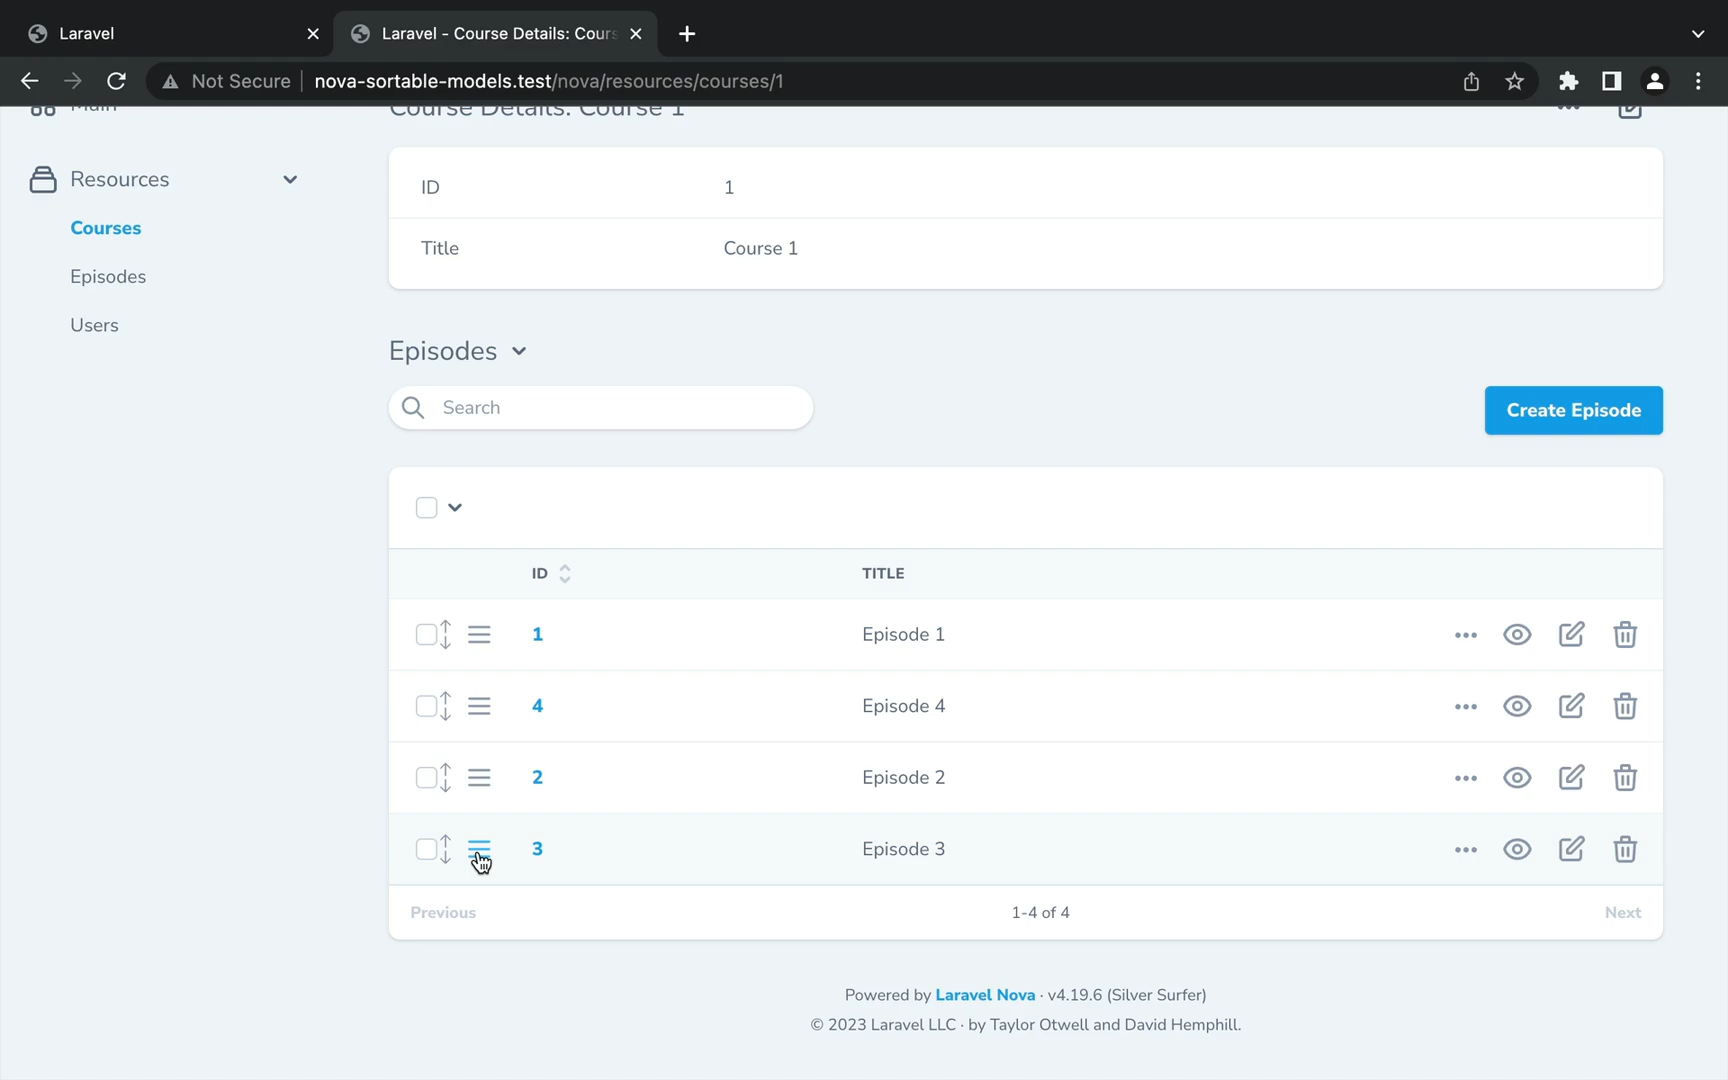 Laravel
Laravel - Course Details: Cours
Not Secure nova-sortable-models.test/nova/resources/courses/1
Main
Course Details: Course 1
Resources
Courses
Episodes
Users
ID 1
Title Course 1
Episodes
Search
Create Episode
ID TITLE
1 Episode 1
4 Episode 4
2 Episode 2
3 Episode 3
Previous 1-4 of 4 Next
Powered by Laravel Nova · v4.19.6 (Silver Surfer)
© 2023 Laravel LLC · by Taylor Otwell and David Hemphill.